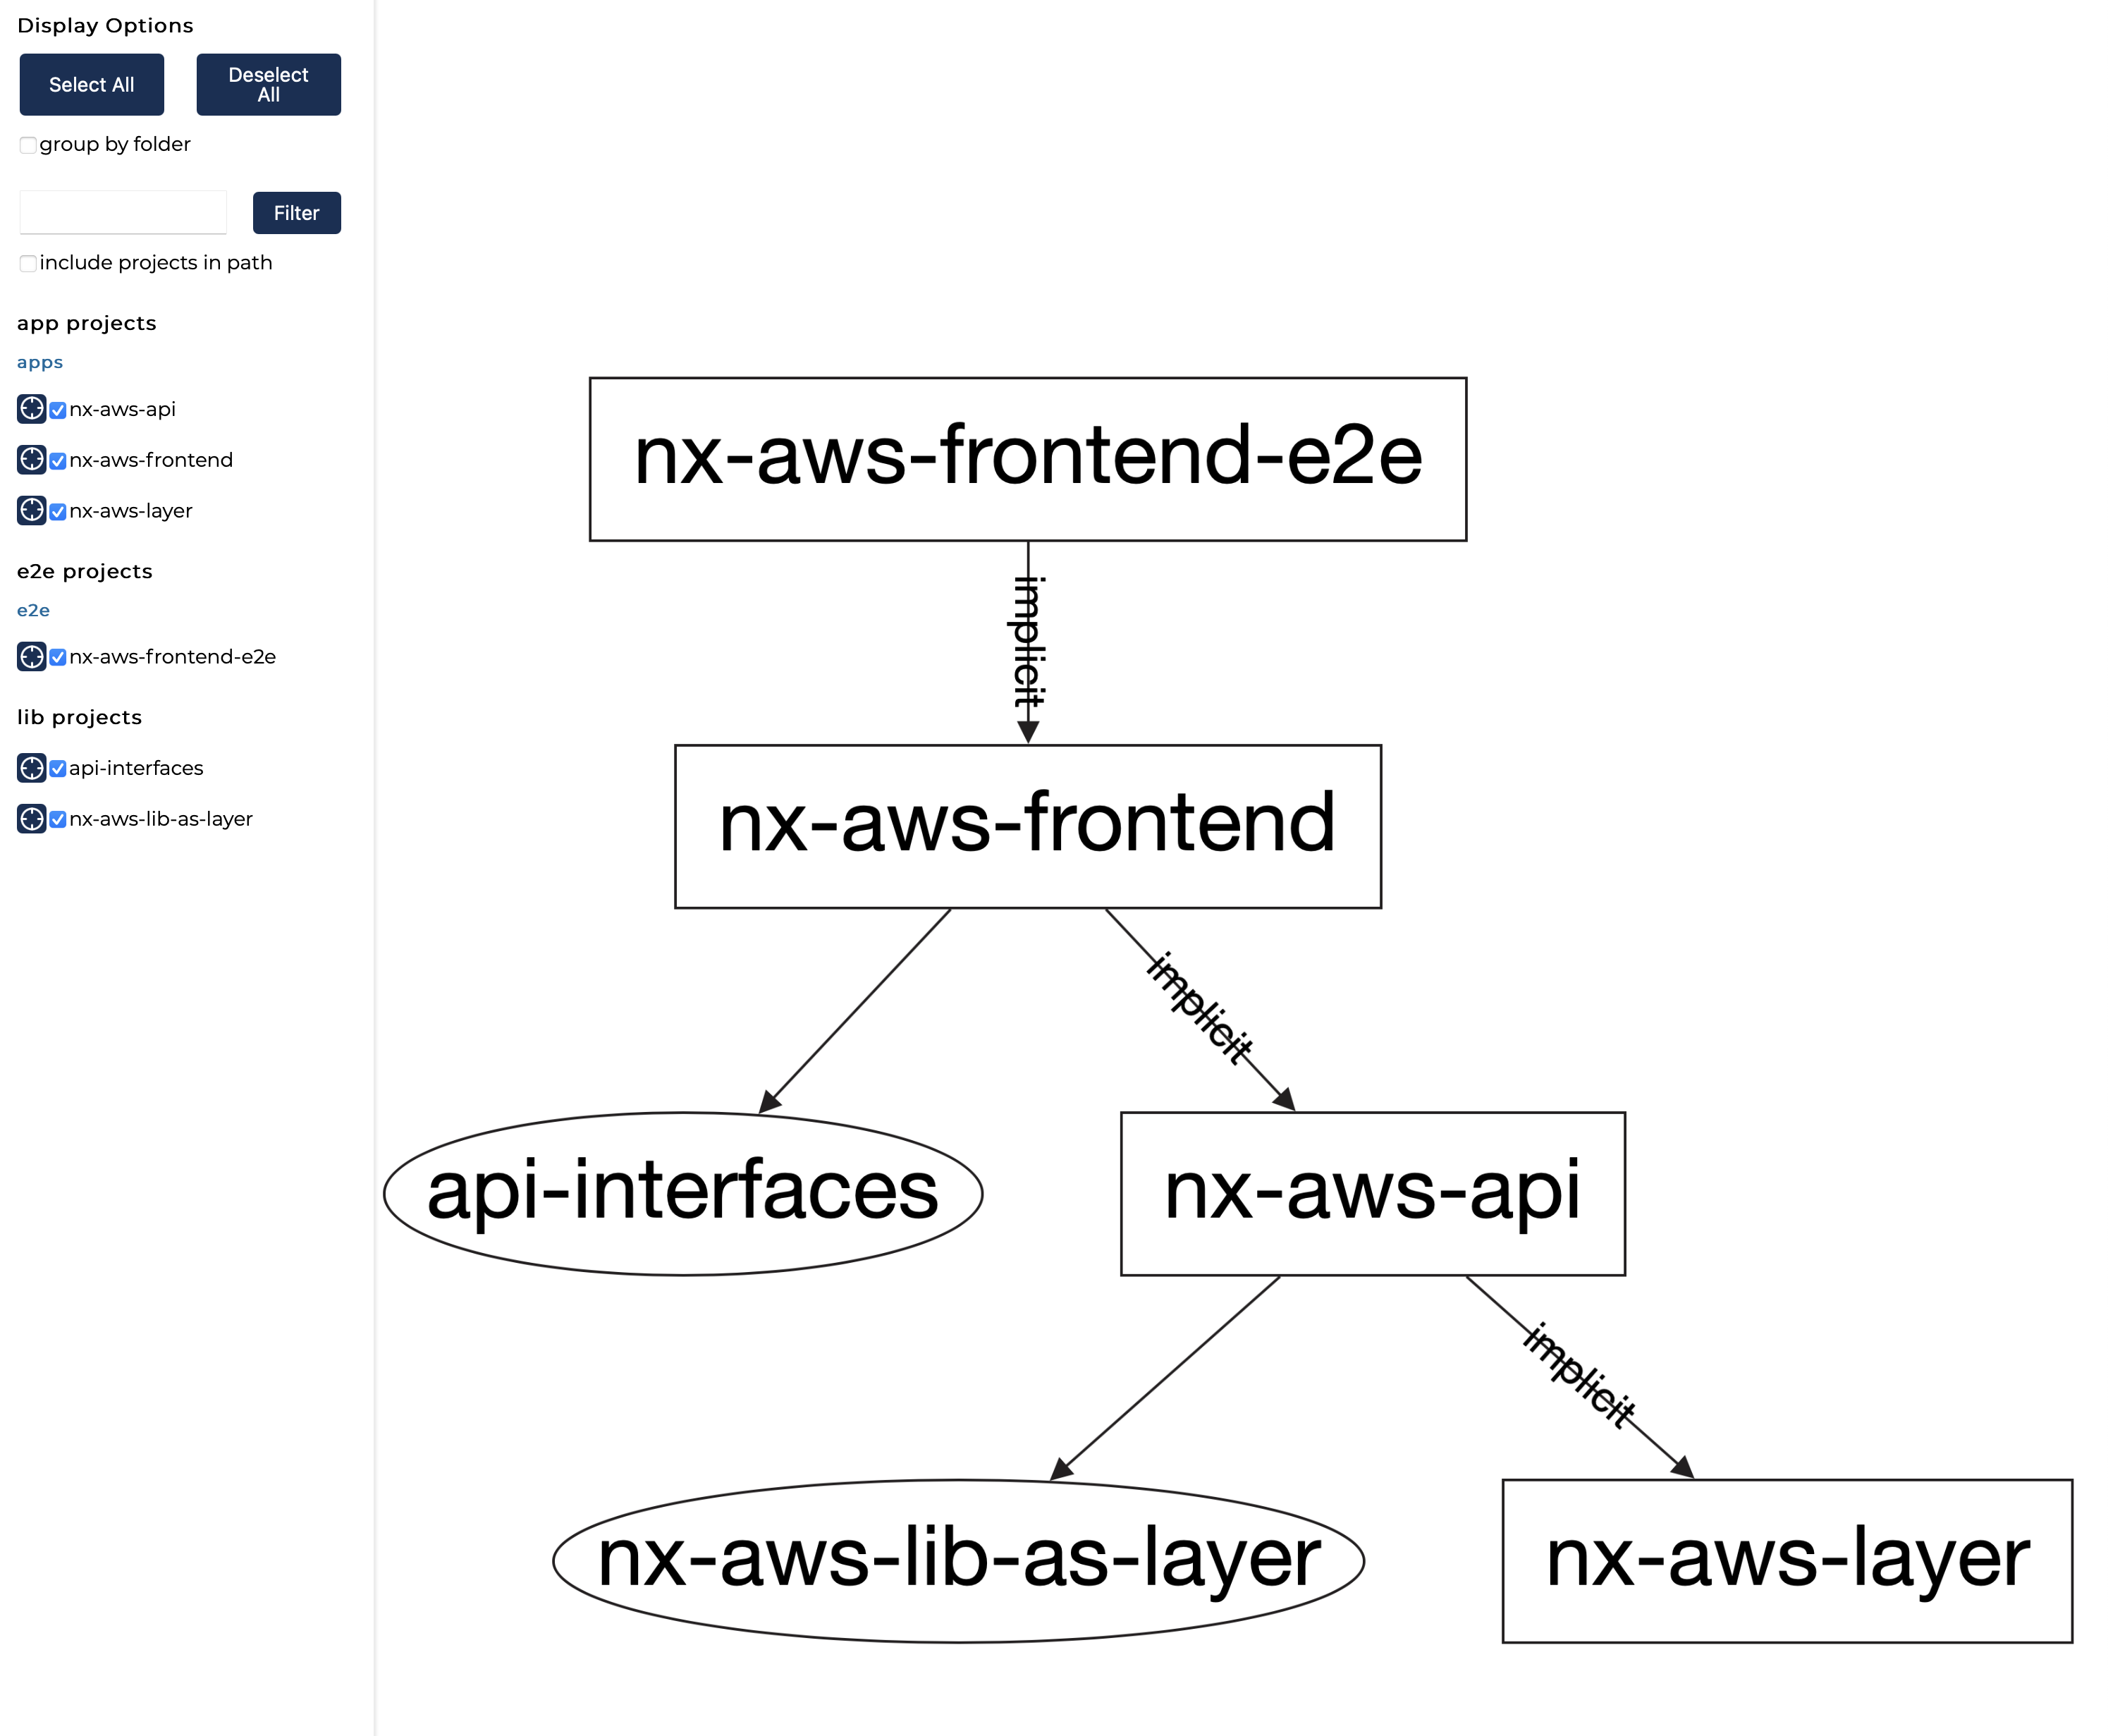 Display Options
Select All
Deselect
All
group by folder
Filter
include projects in path
app projects
apps
nx-aws-api
nx-aws-frontend
nx-aws-layer
e2e projects
e2e
nx-aws-frontend-e2e
lib projects
api-interfaces
nx-aws-lib-as-layer
nx-aws-frontend-e2e
implicit
nx-aws-frontend
implicit
api-interfaces
nx-aws-api
implicit
nx-aws-lib-as-layer
nx-aws-layer